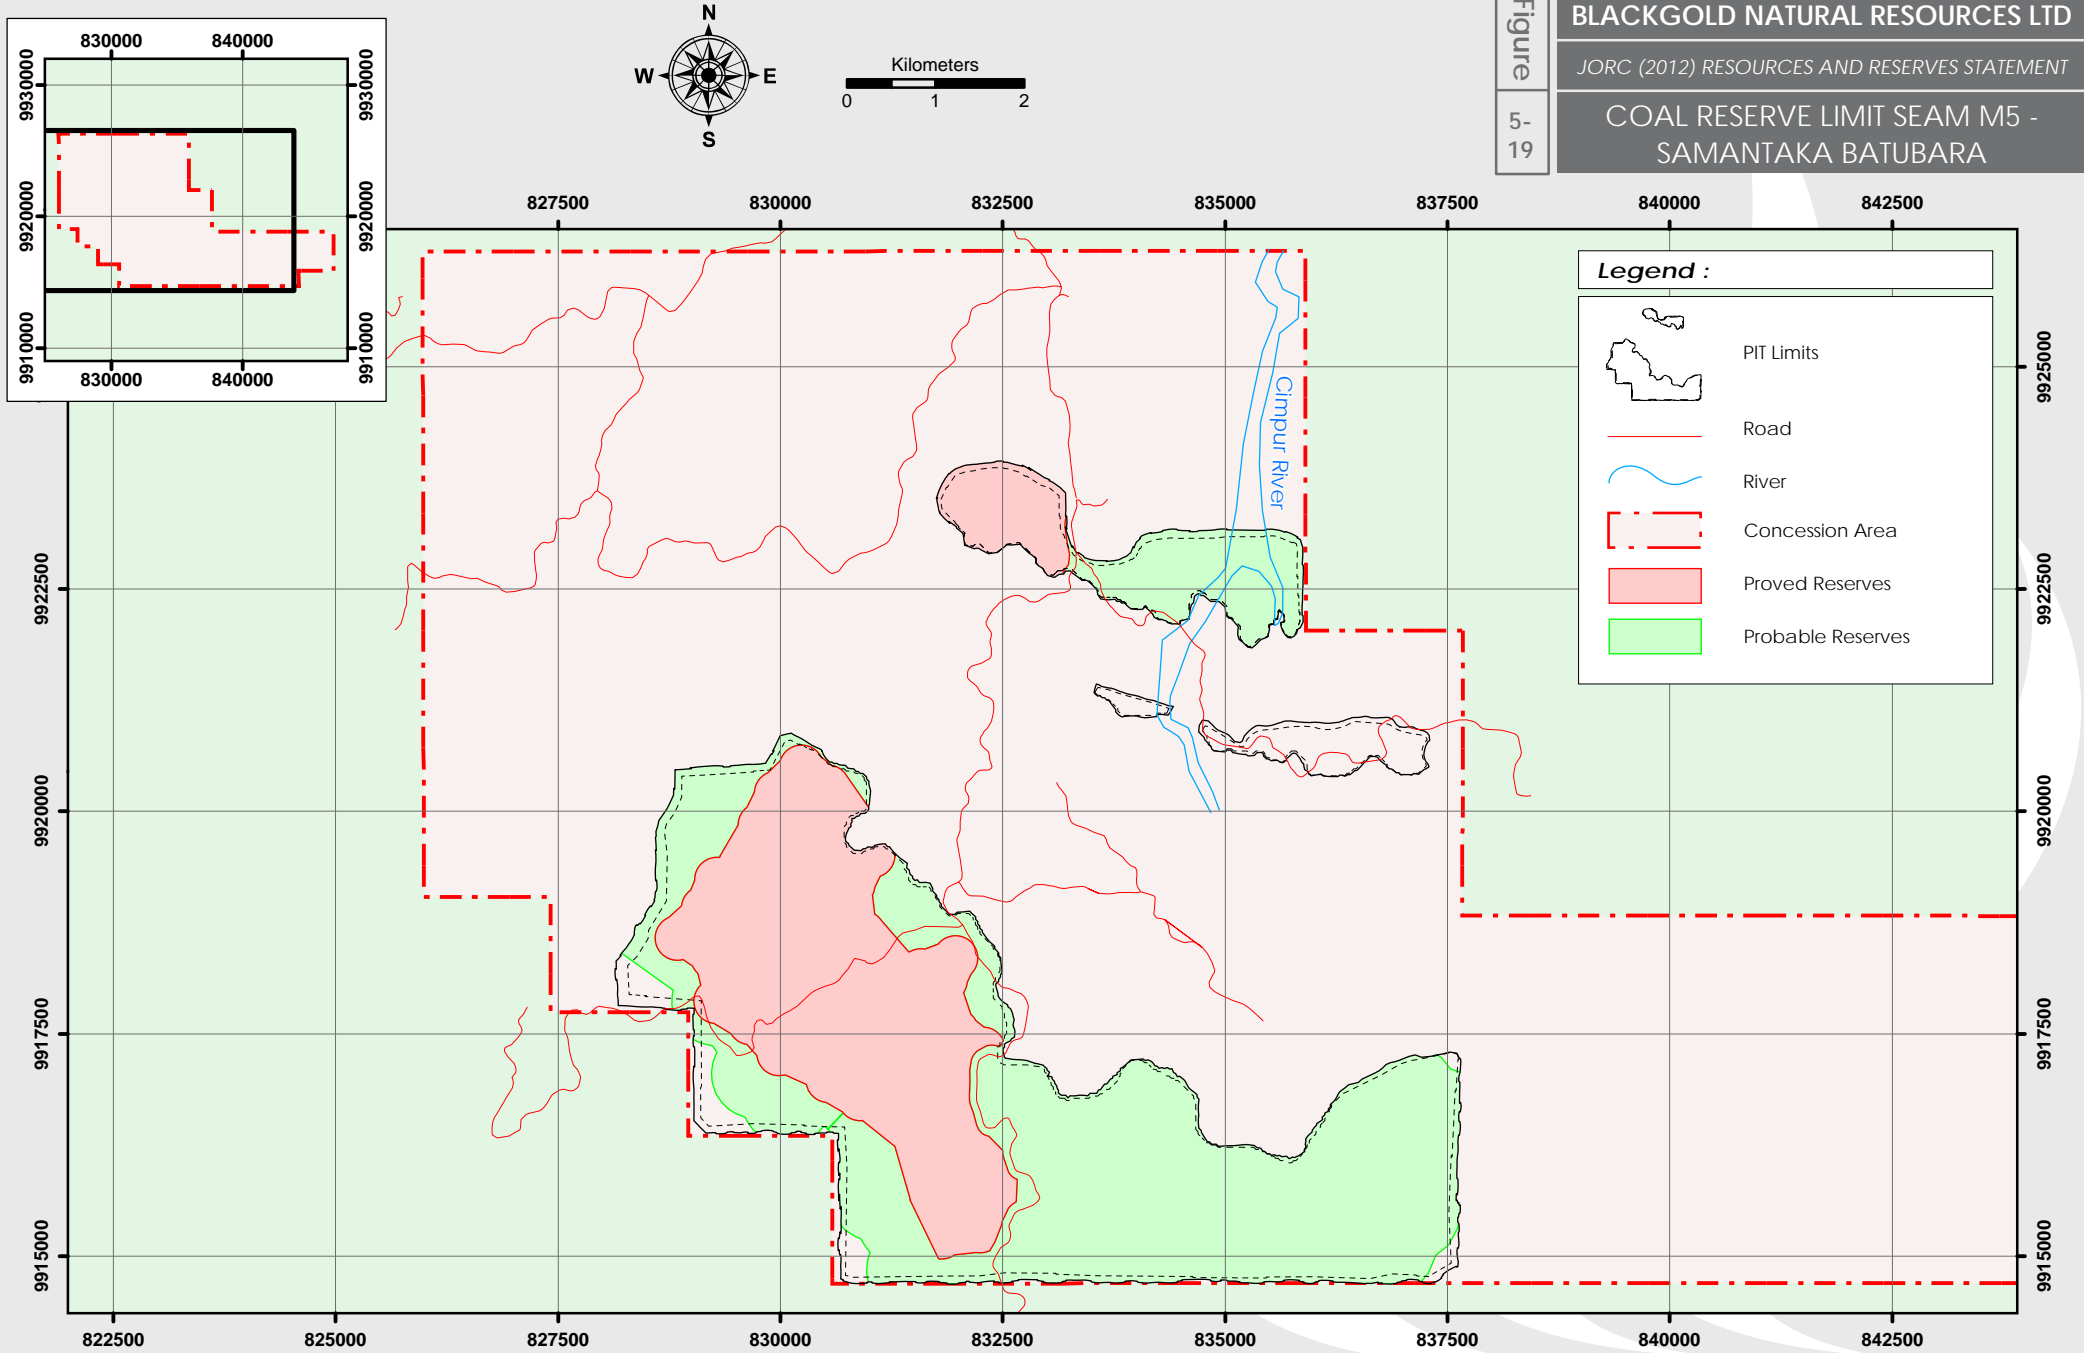 BLACKGOLD NATURAL RESOURCES LTD
JORC (2012) RESOURCES AND RESERVES STATEMENT
COAL RESERVE LIMIT SEAM M5 -
SAMANTAKA BATUBARA
Figure
5-
19
N
W
E
S
Kilometers
0
1
2
830000
840000
9930000
9930000
9920000
9920000
9910000
9910000
830000
840000
827500
830000
832500
835000
837500
840000
842500
Legend :
PIT Limits
Road
River
Concession Area
Proved Reserves
Probable Reserves
Cimpur River
9925000
9922500
9922500
9920000
9920000
9917500
9917500
9915000
9915000
822500
825000
827500
830000
832500
835000
837500
840000
842500